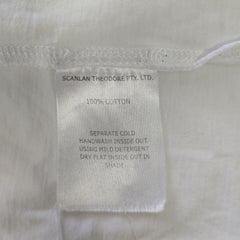 SCANLAN THEODORE PTY. LTD.
100% COTTON
SEPARATE COLD
HANDWASH INSIDE OUT
USING MILD DETERGENT
DRY FLAT INSIDE OUT IN
SHADE